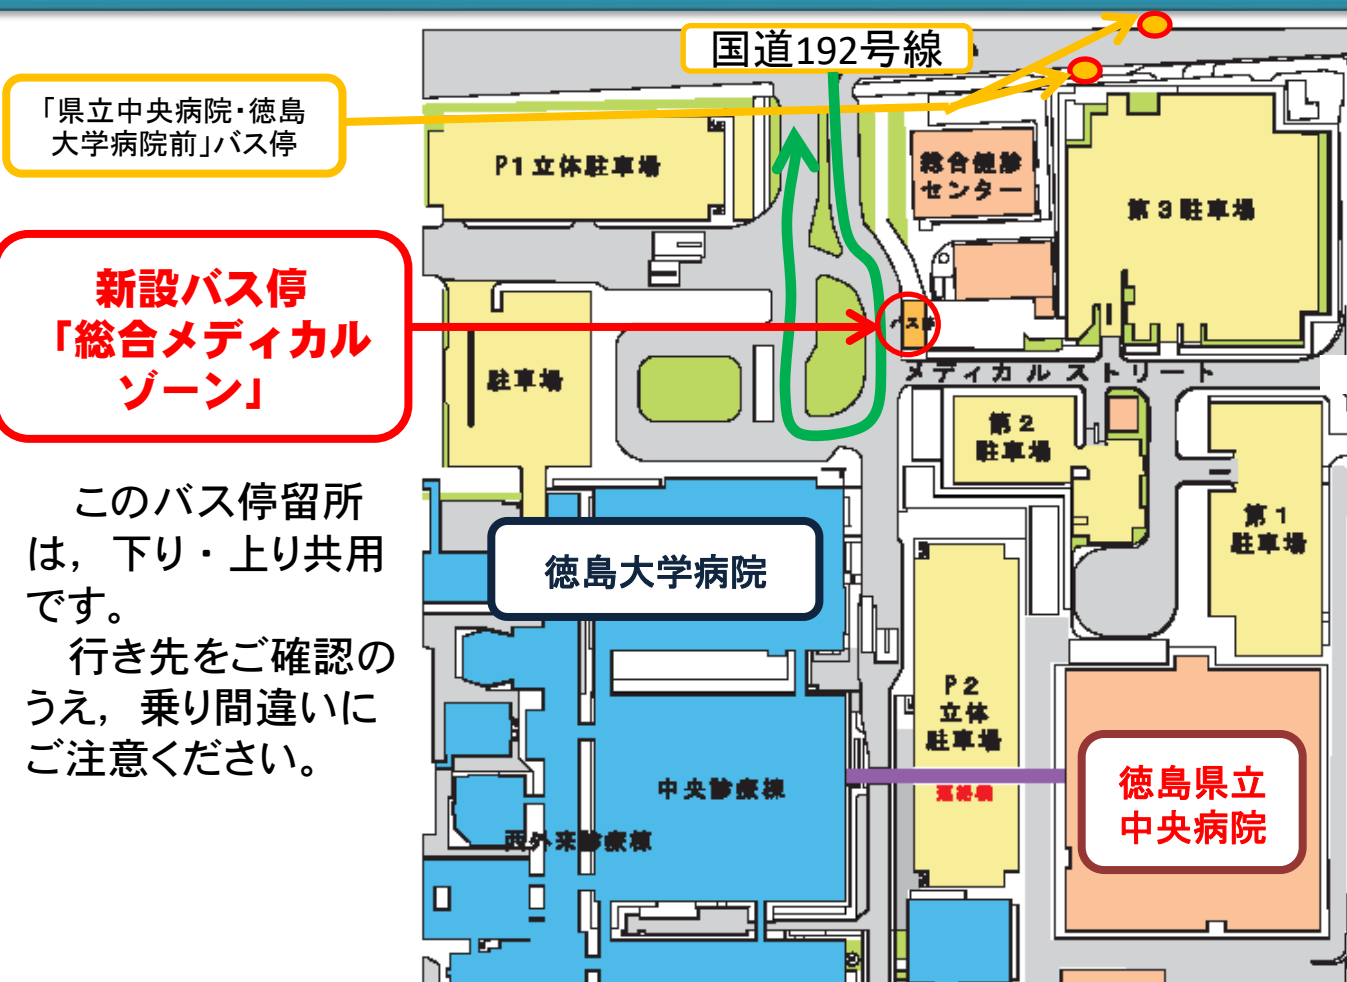 国道192号線
「県立中央病院・徳島
大学病院前」バス停
P1立体駐車場
総合健診
センター
第3駐車場
新設バス停
「総合メディカル
ゾーン」
バス停
メディカルストリート
駐車場
第2
駐車場
第1
駐車場
このバス停留所
は，下り・上り共用
です。
行き先をご確認の
うえ，乗り間違いに
ご注意ください。
徳島大学病院
P2
立体
駐車場
連絡橋
中央診療棟
西外来診療棟
徳島県立
中央病院